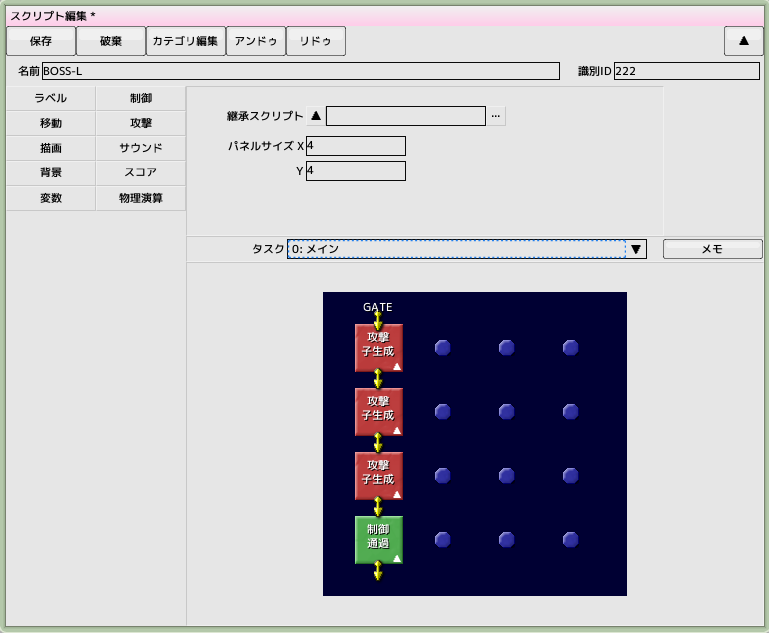 スクリプト編集 *
保存 破棄 カテゴリ編集 アンドゥ リドゥ ▲
名前 BOSS-L 識別ID 222
ラベル 制御
移動 攻撃
描画 サウンド
背景 スコア
変数 物理演算
継承スクリプト ▲ ...
パネルサイズ X 4
Y 4
タスク 0: メイン ▼ メモ
GATE
攻撃
子生成
攻撃
子生成
攻撃
子生成
制御
通過